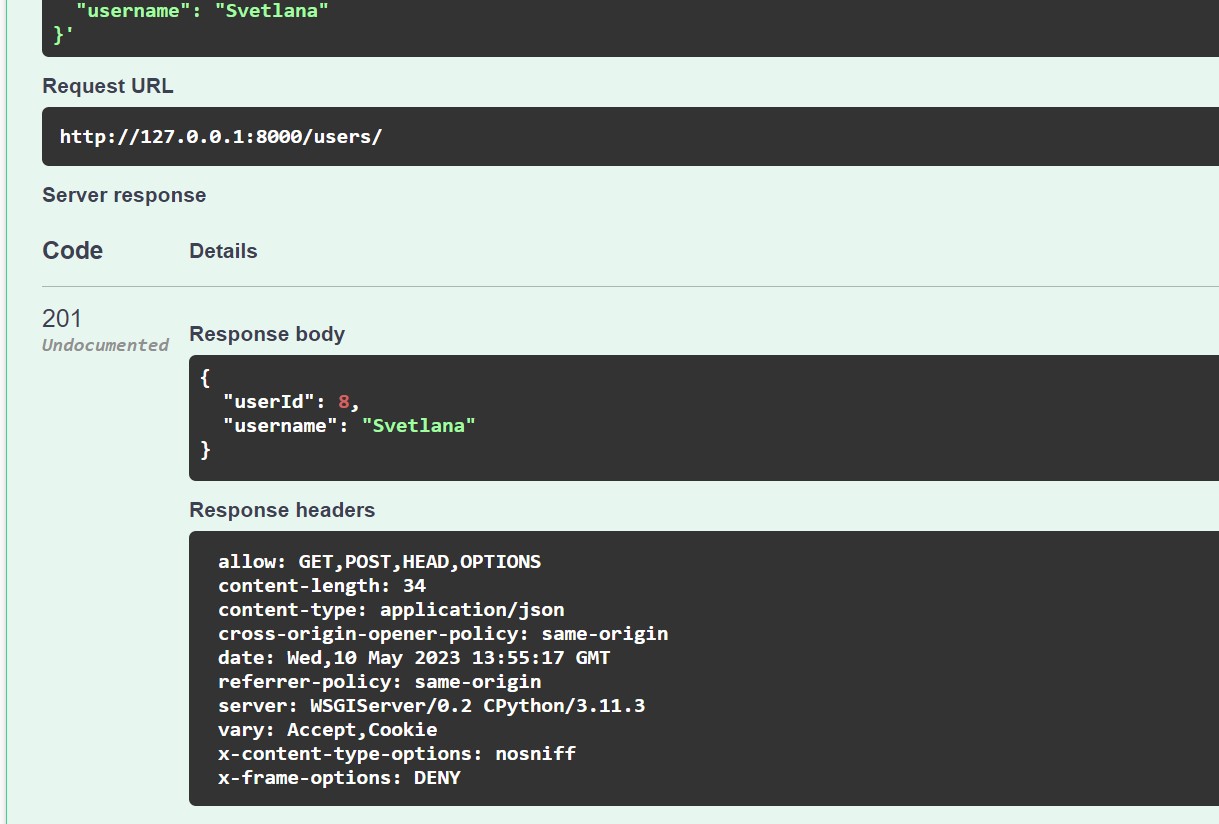 "username": "Svetlana"
}'
Request URL
http://127.0.0.1:8000/users/
Server response
Code Details
201
Undocumented
Response body
{
"userId": 8,
"username": "Svetlana"
}
Response headers
allow: GET,POST,HEAD,OPTIONS
content-length: 34
content-type: application/json
cross-origin-opener-policy: same-origin
date: Wed,10 May 2023 13:55:17 GMT
referrer-policy: same-origin
server: WSGIServer/0.2 CPython/3.11.3
vary: Accept,Cookie
x-content-type-options: nosniff
x-frame-options: DENY